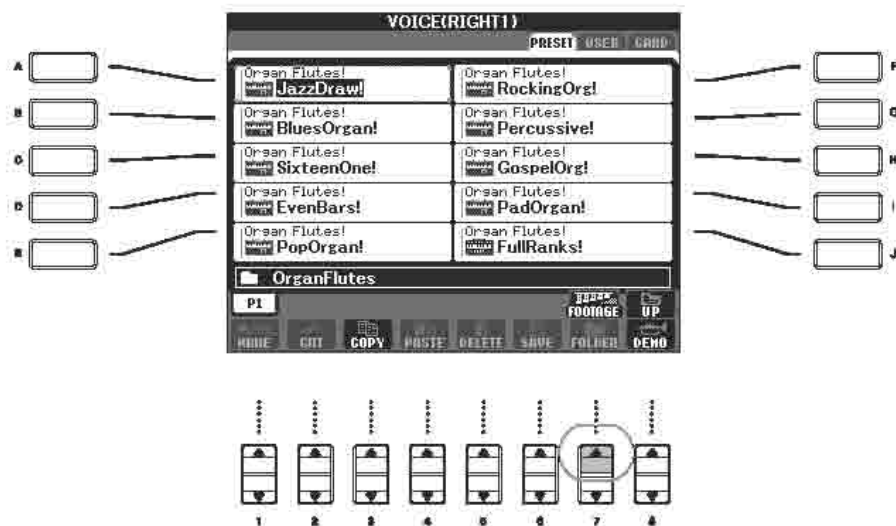 VOICE(RIGHT1)
PRESET USER CARD
A
F
Organ Flutes!
JazzDraw!
Organ Flutes!
RockingOrg!
B
G
Organ Flutes!
BluesOrgan!
Organ Flutes!
Percussive!
C
H
Organ Flutes!
SixteenOne!
Organ Flutes!
GospelOrg!
D
I
Organ Flutes!
EvenBars!
Organ Flutes!
PadOrgan!
E
J
Organ Flutes!
PopOrgan!
Organ Flutes!
FullRanks!
OrganFlutes
P1
FOOTAGE
UP
NAME CUT COPY PASTE DELETE SAVE FOLDER DEMO
1 2 3 4 5 6 7 8